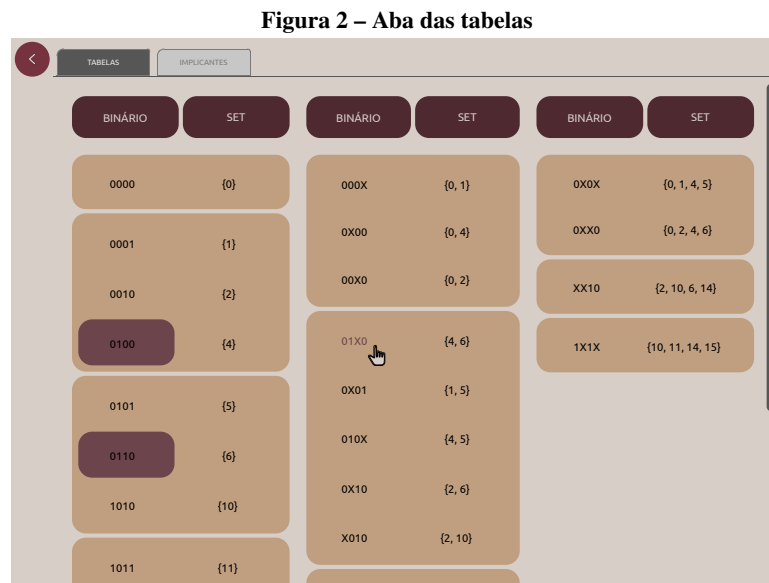 Figura 2 – Aba das tabelas
TABELAS IMPLICANTES
BINÁRIO SET BINÁRIO SET BINÁRIO SET
0000 {0} 000X {0, 1} 0X0X {0, 1, 4, 5}
0X00 {0, 4} 0XX0 {0, 2, 4, 6}
0001 {1}
00X0 {0, 2} XX10 {2, 10, 6, 14}
0010 {2}
0100 {4} 01X0 {4, 6} 1X1X {10, 11, 14, 15}
0X01 {1, 5}
0101 {5}
010X {4, 5}
0110 {6}
0X10 {2, 6}
1010 {10}
X010 {2, 10}
1011 {11}